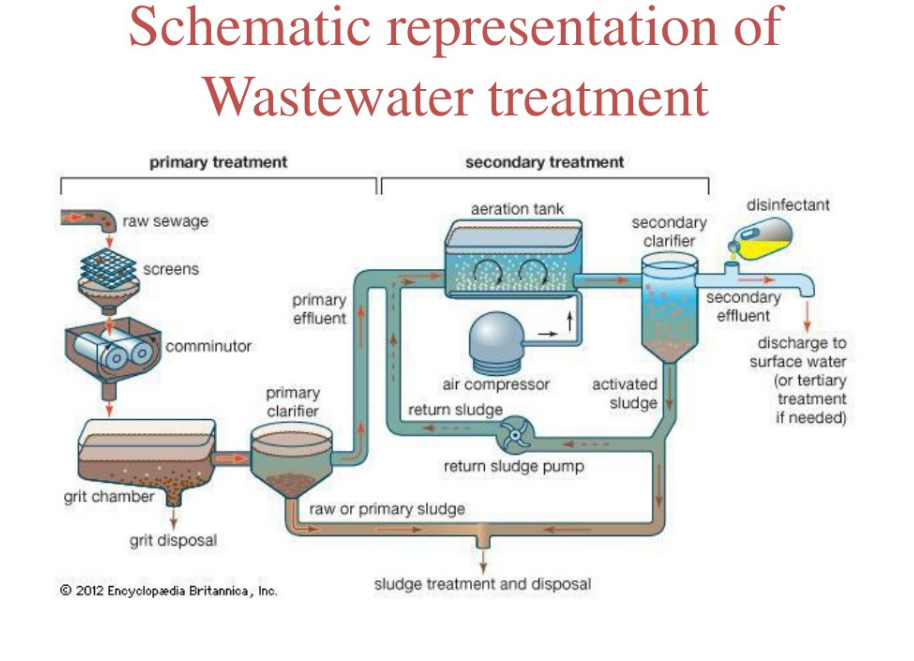 Schematic representation of
Wastewater treatment
primary treatment
secondary treatment
raw sewage
screens
comminutor
grit chamber
grit disposal
primary
clarifier
raw or primary sludge
primary
effluent
aeration tank
air compressor
return sludge
return sludge pump
secondary
clarifier
activated
sludge
disinfectant
secondary
effluent
discharge to
surface water
(or tertiary
treatment
if needed)
sludge treatment and disposal
© 2012 Encyclopædia Britannica, Inc.